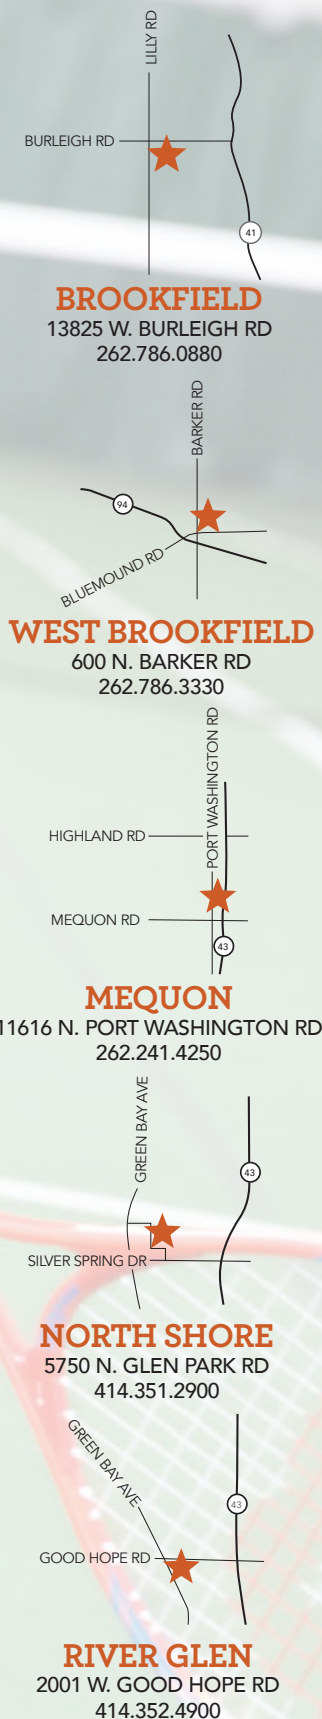 LILLY RD
BURLEIGH RD
41
BROOKFIELD
13825 W. BURLEIGH RD
262.786.0880
BARKER RD
94
BLUEMOUND RD
WEST BROOKFIELD
600 N. BARKER RD
262.786.3330
PORT WASHINGTON RD
HIGHLAND RD
MEQUON RD
43
MEQUON
11616 N. PORT WASHINGTON RD
262.241.4250
GREEN BAY AVE
43
SILVER SPRING DR
NORTH SHORE
5750 N. GLEN PARK RD
414.351.2900
GREEN BAY AVE
43
GOOD HOPE RD
RIVER GLEN
2001 W. GOOD HOPE RD
414.352.4900